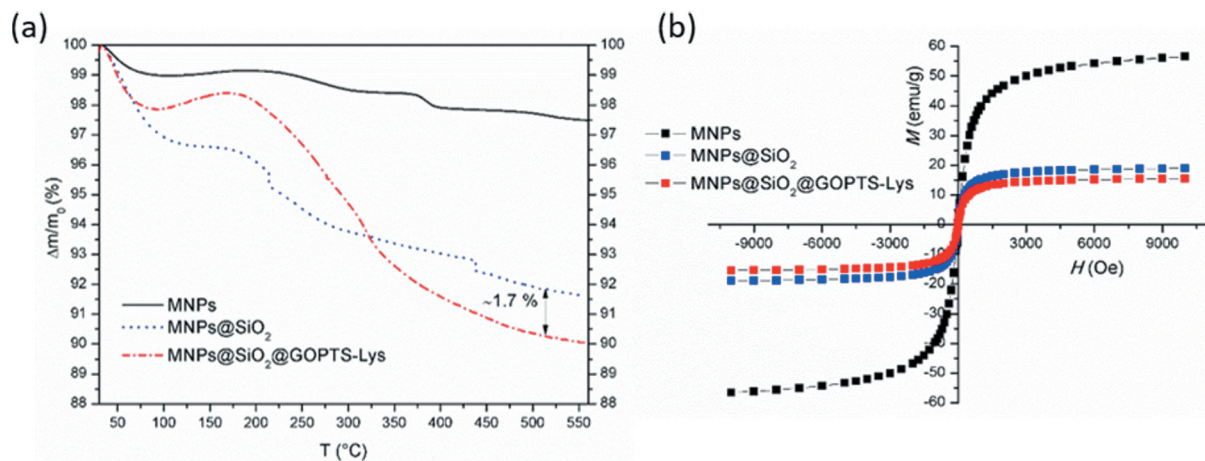 (a)
Δm/m₀ (%)
100
99
98
97
96
95
94
93
92
91
90
89
88
100
99
98
97
96
95
94
93
92
91
90
89
88
MNPs
MNPs@SiO₂
MNPs@SiO₂@GOPTS-Lys
~1.7 %
50 100 150 200 250 300 350 400 450 500 550
T (°C)
(b)
M (emu/g)
60
50
40
30
20
10
0
-10
-20
-30
-40
-50
-60
MNPs
MNPs@SiO₂
MNPs@SiO₂@GOPTS-Lys
-9000 -6000 -3000 0 3000 6000 9000
H (Oe)